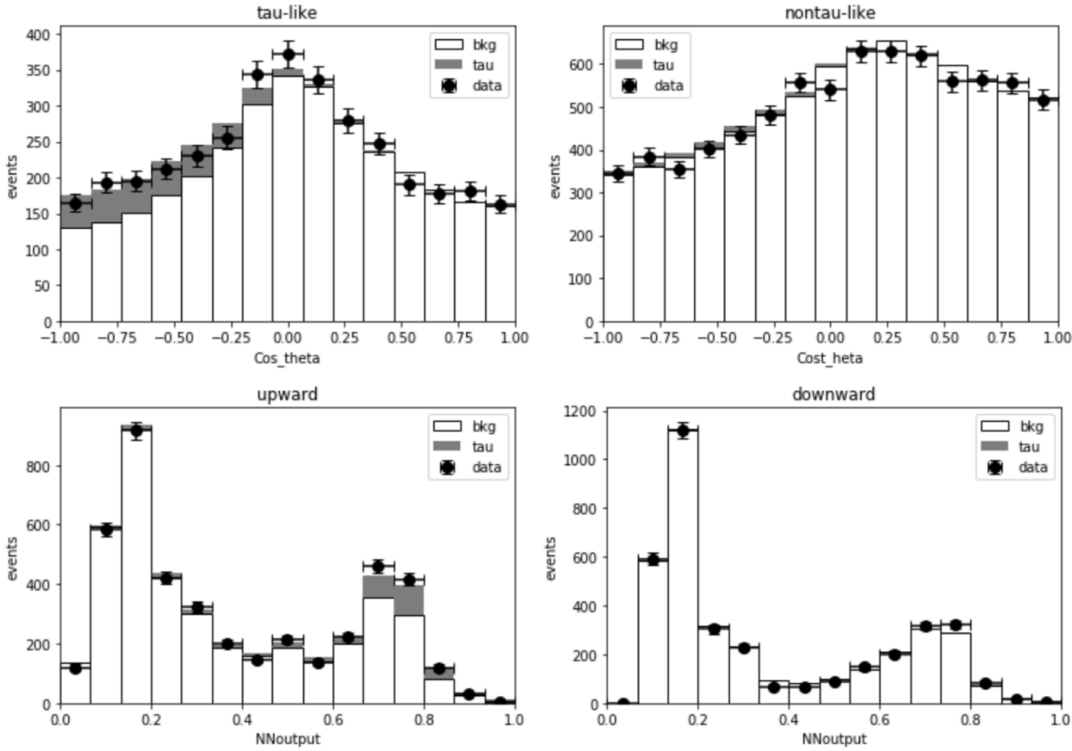 tau-like
400
350
300
250
200
150
100
50
0
events
bkg
tau
data
−1.00 −0.75 −0.50 −0.25 0.00 0.25 0.50 0.75 1.00
Cos_theta
nontau-like
600
500
400
300
200
100
0
events
bkg
tau
data
−1.00 −0.75 −0.50 −0.25 0.00 0.25 0.50 0.75 1.00
Cost_heta
upward
800
600
400
200
0
events
bkg
tau
data
0.0 0.2 0.4 0.6 0.8 1.0
NNoutput
downward
1200
1000
800
600
400
200
0
events
bkg
tau
data
0.0 0.2 0.4 0.6 0.8 1.0
NNoutput